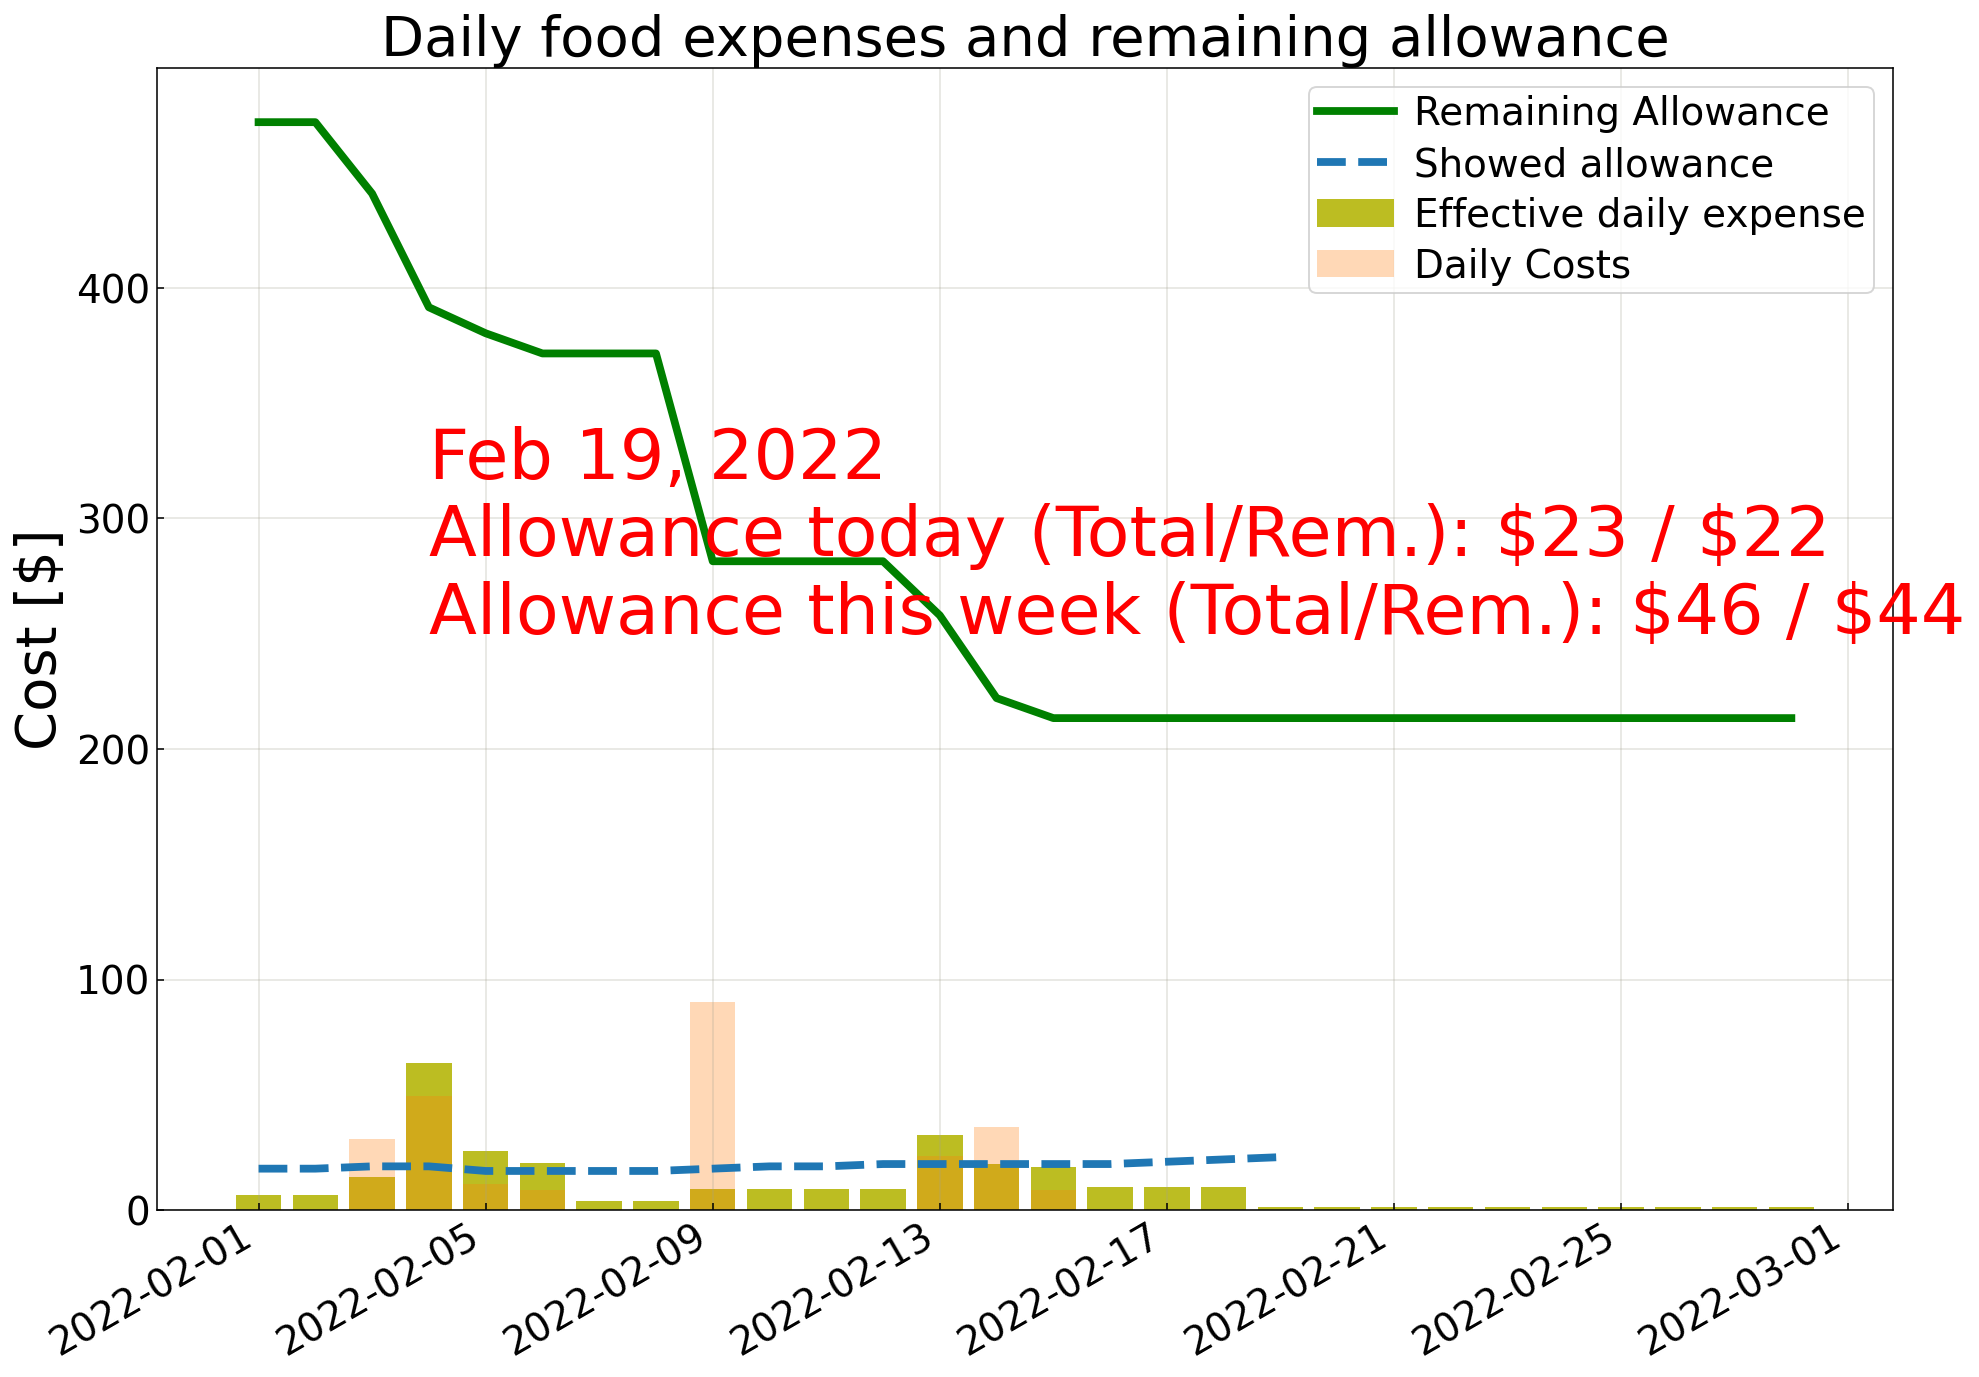 Daily food expenses and remaining allowance
Remaining Allowance
Showed allowance
Effective daily expense
Daily Costs
Cost [$]
400
300
200
100
0
Feb 19, 2022
Allowance today (Total/Rem.): $23 / $22
Allowance this week (Total/Rem.): $46 / $44
2022-02-01
2022-02-05
2022-02-09
2022-02-13
2022-02-17
2022-02-21
2022-02-25
2022-03-01